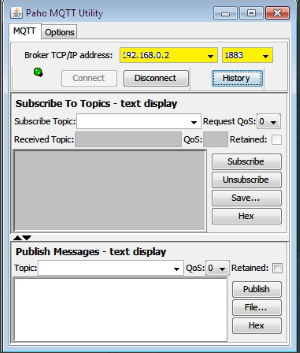 Paho MQTT Utility
MQTT Options
Broker TCP/IP address: 192.168.0.2 1883
Connect Disconnect History
Subscribe To Topics - text display
Subscribe Topic: Request QoS: 0
Received Topic: QoS: Retained:
Subscribe
Unsubscribe
Save...
Hex
Publish Messages - text display
Topic: QoS: 0 Retained:
Publish
File...
Hex